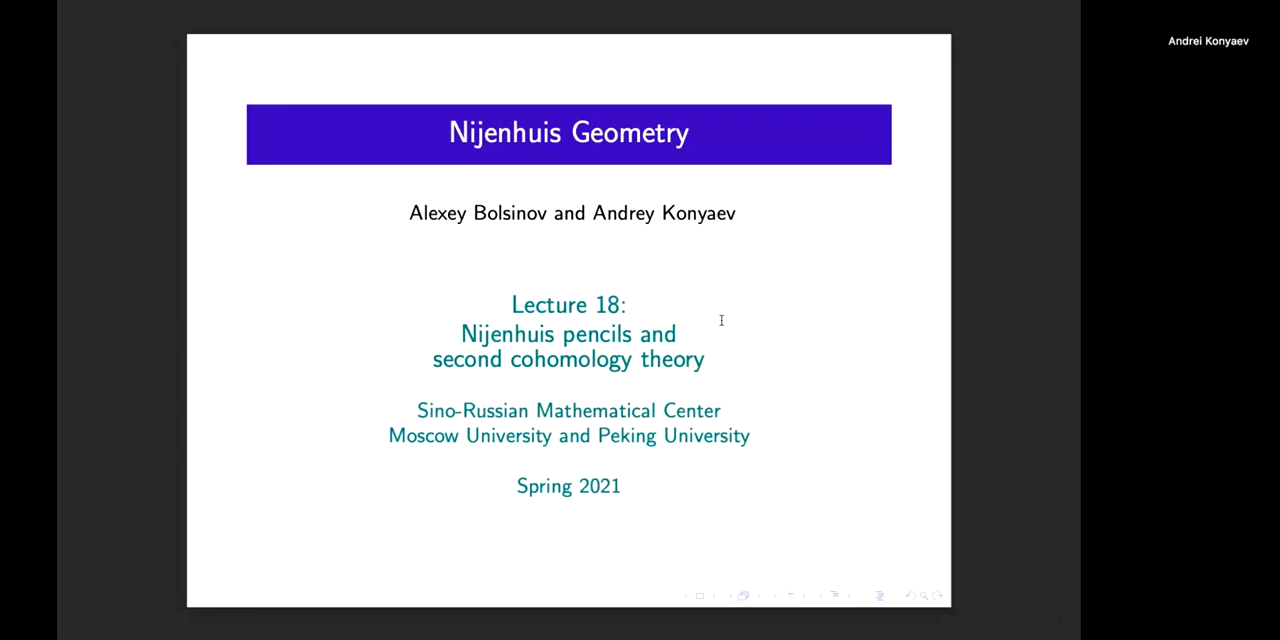 Andrei Konyaev
Nijenhuis Geometry
Alexey Bolsinov and Andrey Konyaev
Lecture 18:
Nijenhuis pencils and
second cohomology theory
Sino-Russian Mathematical Center
Moscow University and Peking University
Spring 2021